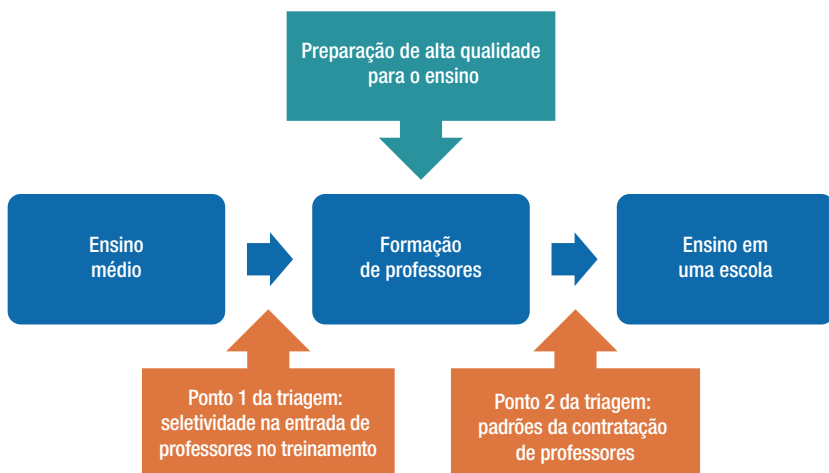 Preparação de alta qualidade
para o ensino
Ensino
médio
Formação
de professores
Ensino em
uma escola
Ponto 1 da triagem:
seletividade na entrada de
professores no treinamento
Ponto 2 da triagem:
padrões da contratação
de professores